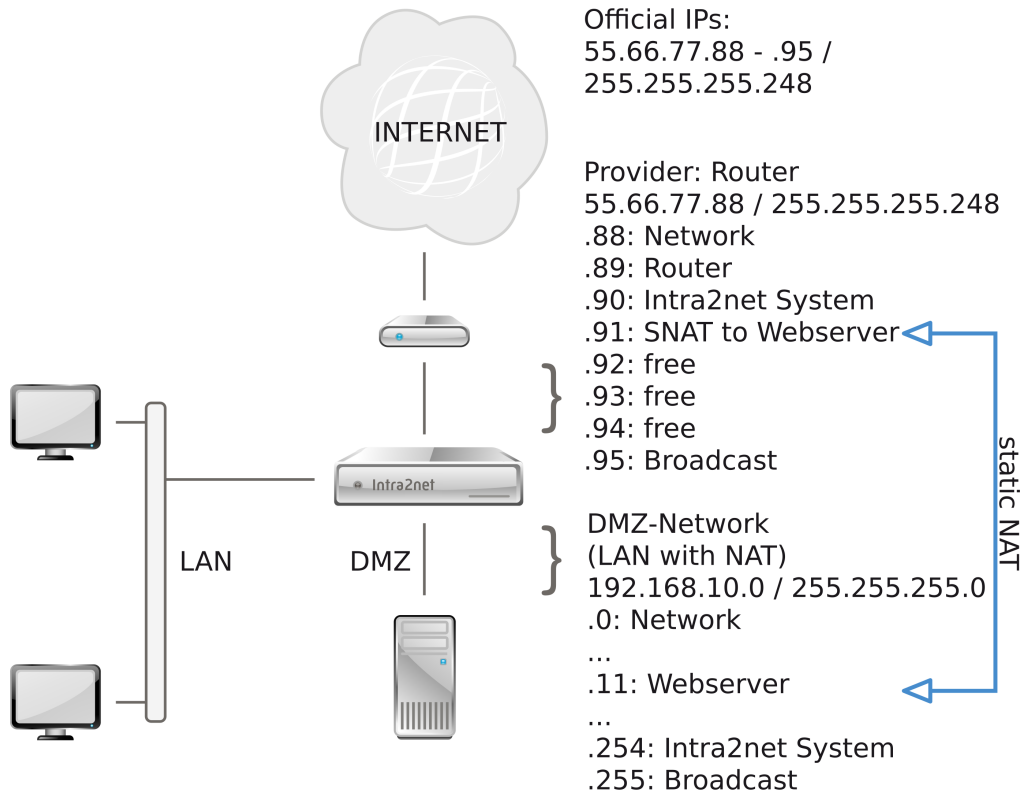 Official IPs:
55.66.77.88 - .95 /
255.255.255.248
INTERNET
Provider: Router
55.66.77.88 / 255.255.255.248
.88: Network
.89: Router
.90: Intra2net System
.91: SNAT to Webserver
.92: free
.93: free
.94: free
.95: Broadcast
static NAT
Intra2net
LAN
DMZ
DMZ-Network
(LAN with NAT)
192.168.10.0 / 255.255.255.0
.0: Network
...
.11: Webserver
...
.254: Intra2net System
.255: Broadcast